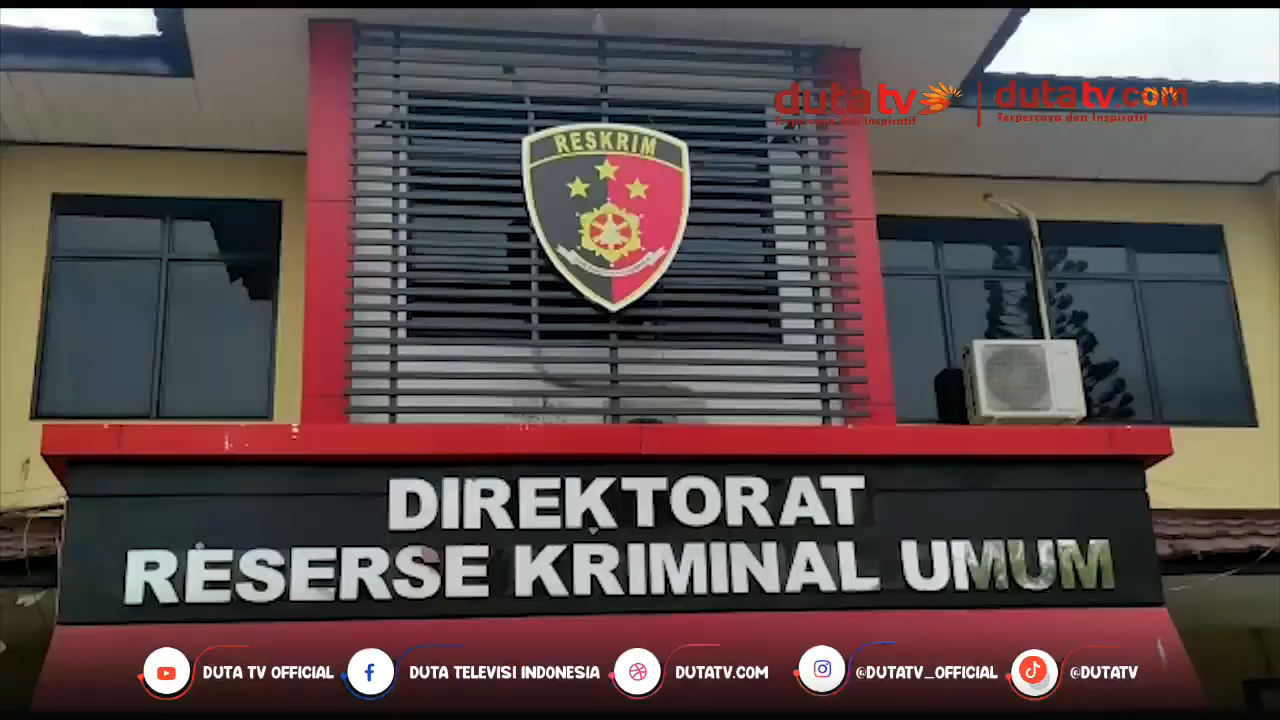 RESKRIM
dutatv
Terpercaya dan Inspiratif
dutatv.com
Terpercaya dan Inspiratif
DIREKTORAT
RESERSE KRIMINAL UMUM
DUTA TV OFFICIAL
DUTA TELEVISI INDONESIA
DUTATV.COM
@DUTATV_OFFICIAL
@DUTATV